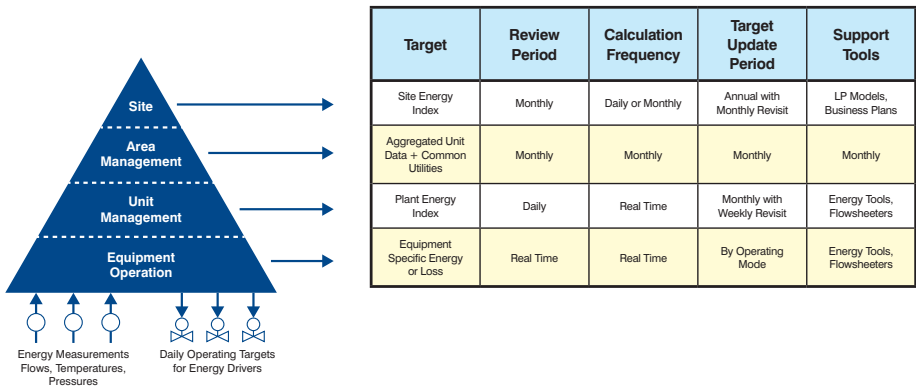 Site
Area
Management
Unit
Management
Equipment
Operation
Energy Measurements
Flows, Temperatures,
Pressures
Daily Operating Targets
for Energy Drivers
Target
Review
Period
Calculation
Frequency
Target
Update
Period
Support
Tools
Site Energy
Index
Monthly
Daily or Monthly
Annual with
Monthly Revisit
LP Models,
Business Plans
Aggregated Unit
Data + Common
Utilities
Monthly
Monthly
Monthly
Monthly
Plant Energy
Index
Daily
Real Time
Monthly with
Weekly Revisit
Energy Tools,
Flowsheeters
Equipment
Specific Energy
or Loss
Real Time
Real Time
By Operating
Mode
Energy Tools,
Flowsheeters